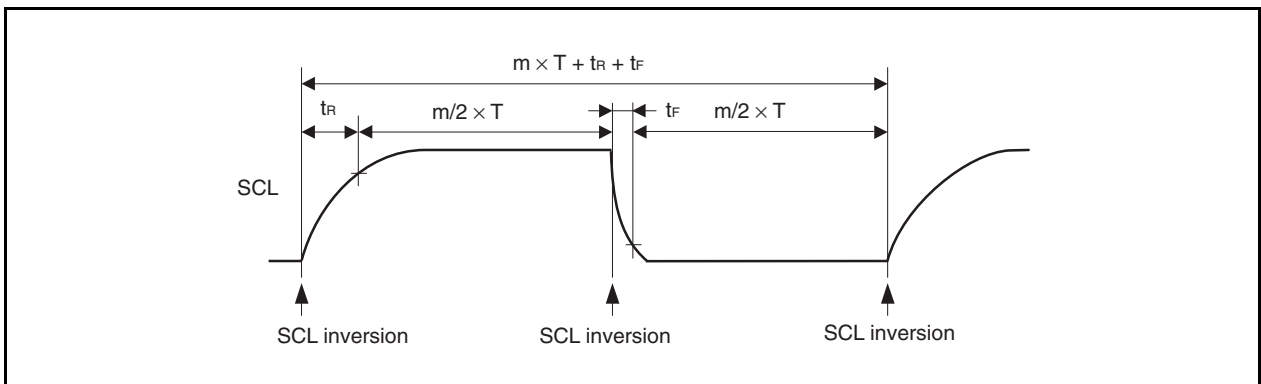 m × T + tR + tF
tR
m/2 × T
tF
m/2 × T
SCL
SCL inversion
SCL inversion
SCL inversion